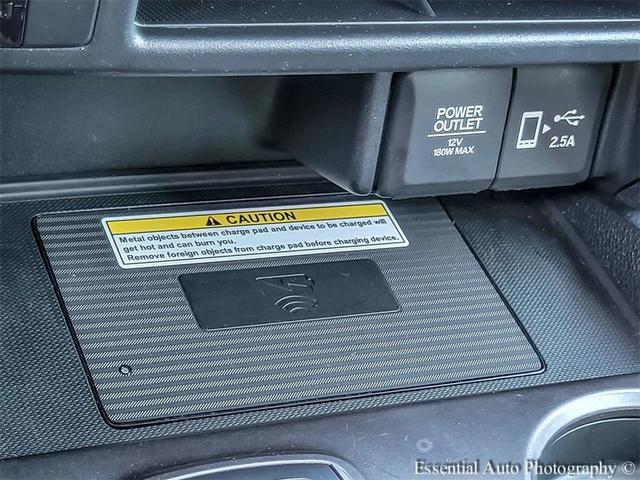 POWER
OUTLET
12V
180W MAX
2.5A
CAUTION
Metal objects between charge pad and device to be charged will
get hot and can burn you.
Remove foreign objects from charge pad before charging device.
Essential Auto Photography ©